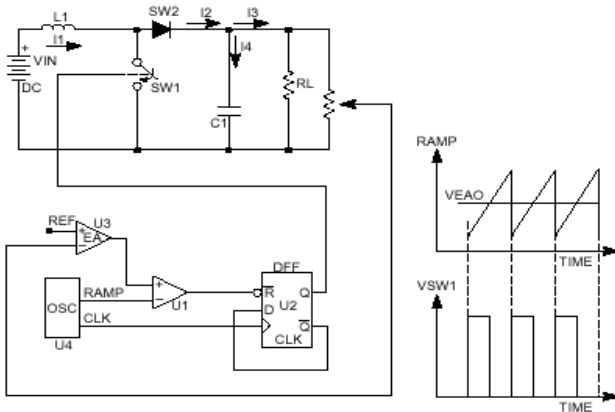 L1
SW2
I1
I2
I3
I4
+
VIN
DC
SW1
C1
RL
RAMP
VEAO
TIME
VSW1
TIME
REF
U3
+
EA
−
+
−
U1
OSC
RAMP
CLK
U4
DFF
R
Q
U2
D
Q
CLK